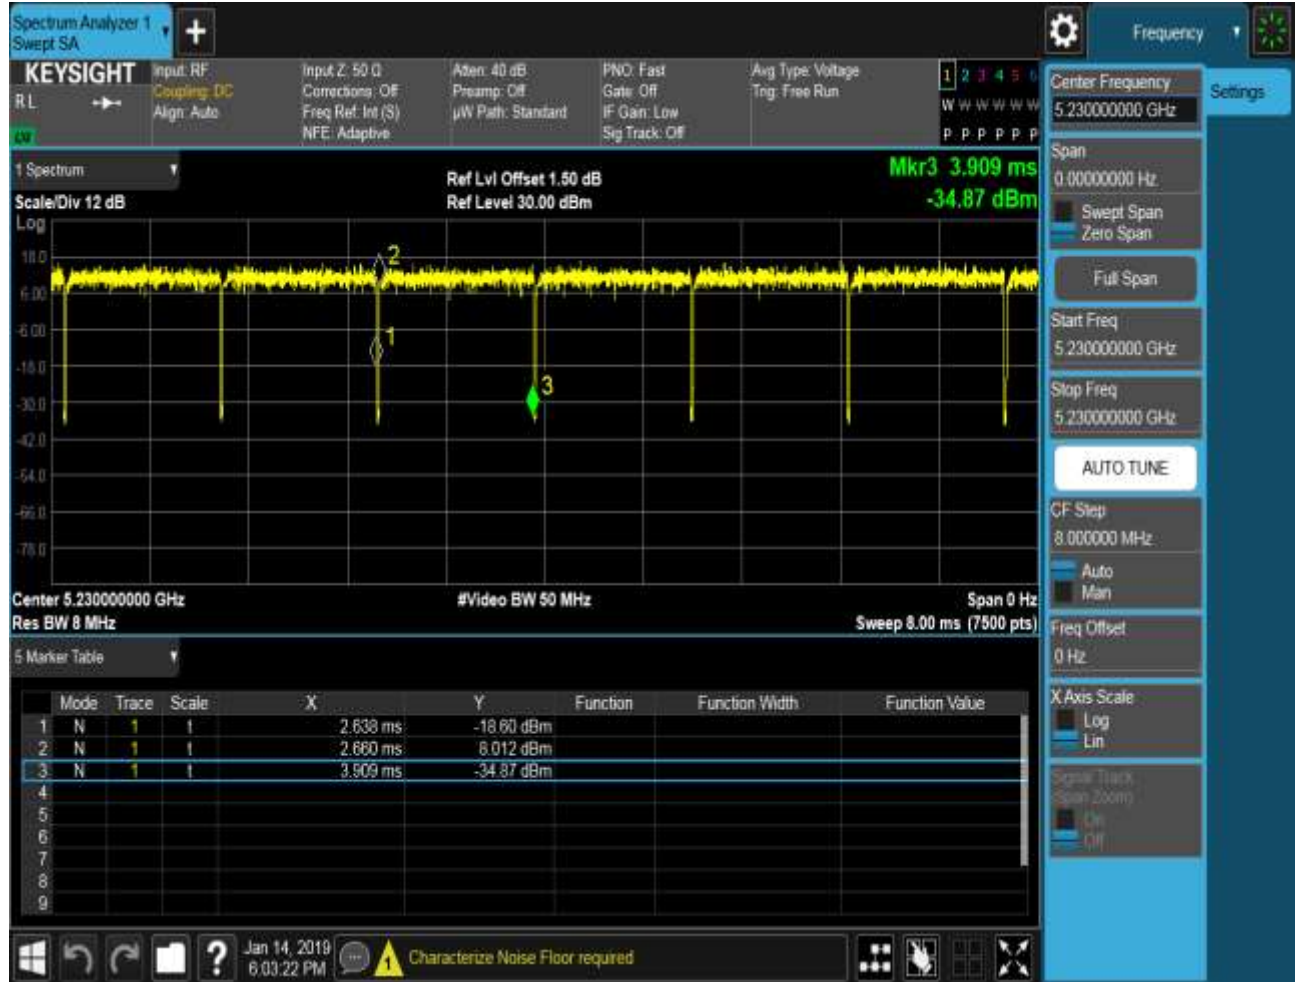 Spectrum Analyzer 1
Swept SA
Frequency
KEYSIGHT
RL
Input: RF
Coupling: DC
Align: Auto
Input Z: 50 Ω
Corrections: Off
Freq Ref: Int (S)
NFE: Adaptive
Atten: 40 dB
Preamp: Off
µW Path: Standard
PNO: Fast
Gate: Off
IF Gain: Low
Sig Track: Off
Avg Type: Voltage
Trig: Free Run
1 2 3 4 5 6
W W W W W W
P P P P P P
1 Spectrum
Scale/Div 12 dB
Ref Lvl Offset 1.50 dB
Ref Level 30.00 dBm
Mkr3 3.909 ms
-34.87 dBm
Log
18.0
6.00
-6.00
-18.0
-30.0
-42.0
-54.0
-66.0
-78.0
2
1
3
Center 5.230000000 GHz
#Video BW 50 MHz
Span 0 Hz
Res BW 8 MHz
Sweep 8.00 ms (7500 pts)
5 Marker Table
Mode Trace Scale X Y Function Function Width Function Value
1 N 1 t 2.638 ms -18.60 dBm
2 N 1 t 2.660 ms 8.012 dBm
3 N 1 t 3.909 ms -34.87 dBm
4
5
6
7
8
9
Jan 14, 2019
6:03:22 PM
?
1
Characterize Noise Floor required
Center Frequency
5.230000000 GHz
Settings
Span
0.00000000 Hz
Swept Span
Zero Span
Full Span
Start Freq
5.230000000 GHz
Stop Freq
5.230000000 GHz
AUTO TUNE
CF Step
8.000000 MHz
Auto
Man
Freq Offset
0 Hz
X Axis Scale
Log
Lin
Signal Track
(Span Zoom)
On
Off